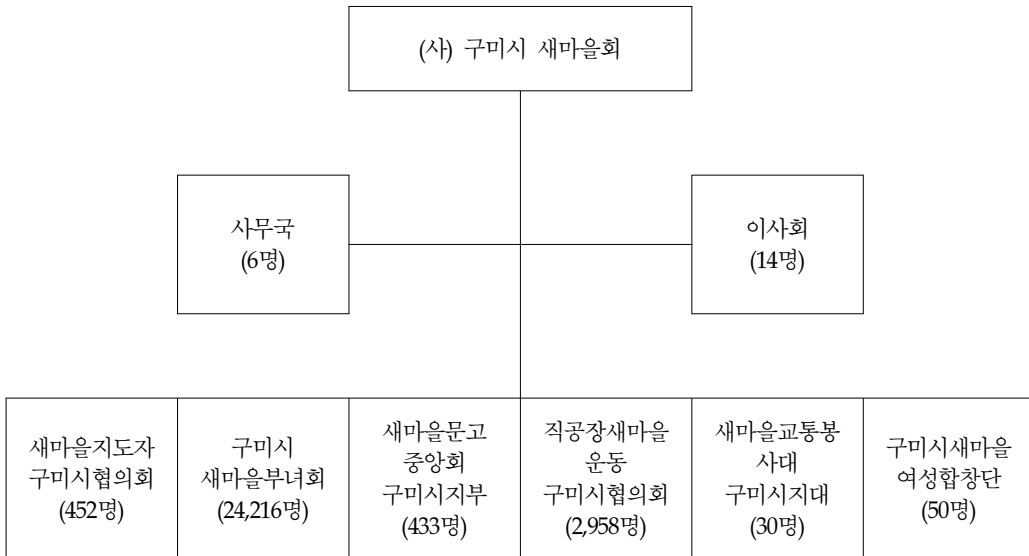 (사) 구미시 새마을회
사무국
(6명)
이사회
(14명)
새마을지도자
구미시협의회
(452명)
구미시
새마을부녀회
(24,216명)
새마을문고
중앙회
구미시지부
(433명)
직공장새마을
운동
구미시협의회
(2,958명)
새마을교통봉
사대
구미시지대
(30명)
구미시새마을
여성합창단
(50명)